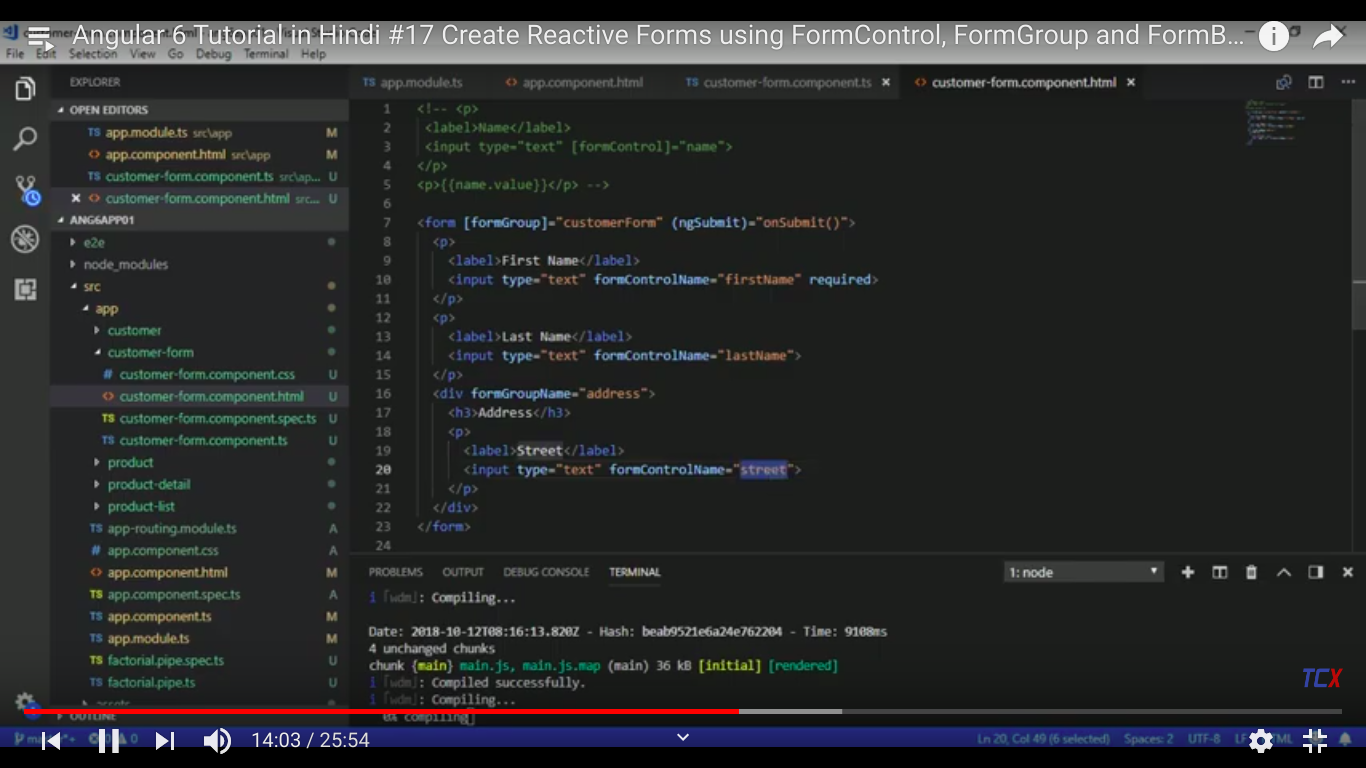 Angular 6 Tutorial in Hindi #17 Create Reactive Forms using FormControl, FormGroup and FormB...
File Edit Selection View Go Debug Terminal Help
EXPLORER
OPEN EDITORS
TS app.module.ts src\app M
<> app.component.html src\app M
TS customer-form.component.ts src\ap... U
<> customer-form.component.html src... U
ANG6APP01
e2e
node_modules
src
app
customer
customer-form
# customer-form.component.css U
<> customer-form.component.html U
TS customer-form.component.spec.ts U
TS customer-form.component.ts U
product
product-detail
product-list
TS app-routing.module.ts A
# app.component.css A
<> app.component.html M
TS app.component.spec.ts A
TS app.component.ts M
TS app.module.ts M
TS factorial.pipe.spec.ts U
TS factorial.pipe.ts U
assets
OUTLINE
TS app.module.ts <> app.component.html TS customer-form.component.ts <> customer-form.component.html
1 <!-- <p>
2 <label>Name</label>
3 <input type="text" [formControl]="name">
4 </p>
5 <p>{{name.value}}</p> -->
6
7 <form [formGroup]="customerForm" (ngSubmit)="onSubmit()">
8 <p>
9 <label>First Name</label>
10 <input type="text" formControlName="firstName" required>
11 </p>
12 <p>
13 <label>Last Name</label>
14 <input type="text" formControlName="lastName">
15 </p>
16 <div formGroupName="address">
17 <h3>Address</h3>
18 <p>
19 <label>Street</label>
20 <input type="text" formControlName="street">
21 </p>
22 </div>
23 </form>
24
PROBLEMS OUTPUT DEBUG CONSOLE TERMINAL 1: node
i ｢wdm｣: Compiling...
Date: 2018-10-12T08:16:13.820Z - Hash: beab9521e6a24e762204 - Time: 9108ms
4 unchanged chunks
chunk {main} main.js, main.js.map (main) 36 kB [initial] [rendered]
i ｢wdm｣: Compiled successfully.
i ｢wdm｣: Compiling...
0% compiling
TCX
14:03 / 25:54
Ln 20, Col 49 (6 selected) Spaces: 2 UTF-8 LF